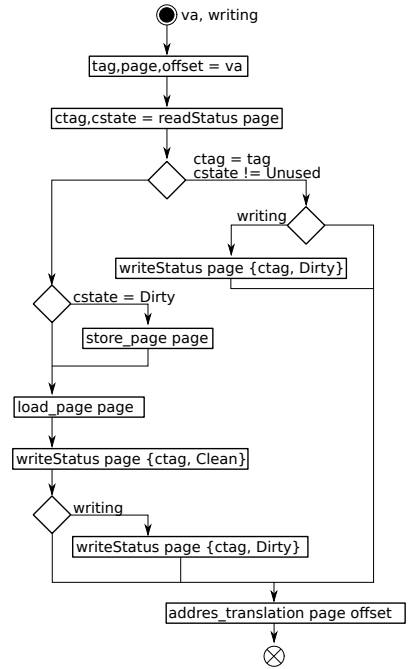 va, writing
tag,page,offset = va
ctag,cstate = readStatus page
ctag = tag
cstate != Unused
writing
writeStatus page {ctag, Dirty}
cstate = Dirty
store_page page
load_page page
writeStatus page {ctag, Clean}
writing
writeStatus page {ctag, Dirty}
addres_translation page offset